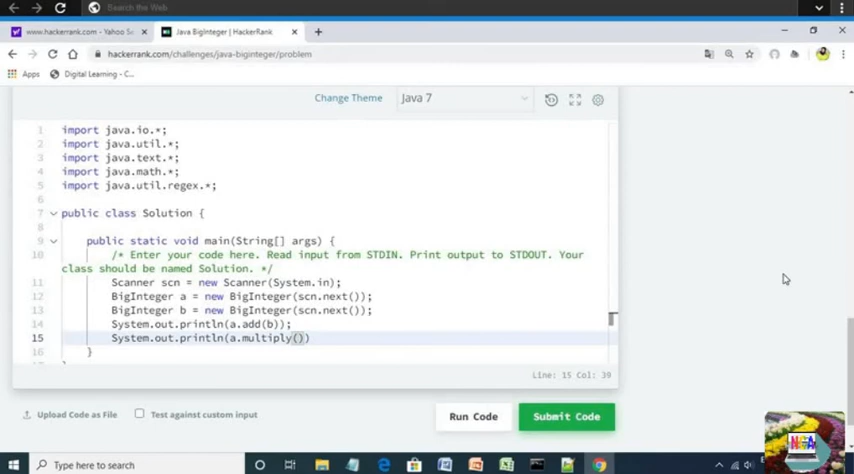 Search the Web
www.hackerrank.com - Yahoo Se
Java BigInteger | HackerRank
hackerrank.com/challenges/java-biginteger/problem
Apps
Digital Learning - C...
Change Theme
Java 7
1 import java.io.*;
2 import java.util.*;
3 import java.text.*;
4 import java.math.*;
5 import java.util.regex.*;
6
7 public class Solution {
8
9 public static void main(String[] args) {
10 /* Enter your code here. Read input from STDIN. Print output to STDOUT. Your
class should be named Solution. */
11 Scanner scn = new Scanner(System.in);
12 BigInteger a = new BigInteger(scn.next());
13 BigInteger b = new BigInteger(scn.next());
14 System.out.println(a.add(b));
15 System.out.println(a.multiply())
16 }
Line: 15 Col: 39
Upload Code as File
Test against custom input
Run Code
Submit Code
Type here to search